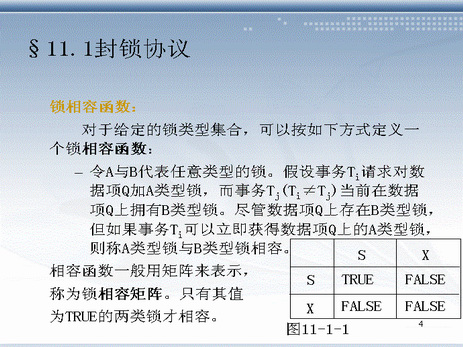 §11.1封锁协议
锁相容函数：
对于给定的锁类型集合，可以按如下方式定义一
个锁相容函数：
– 令A与B代表任意类型的锁。假设事务Ti请求对数
据项Q加A类型锁，而事务Tj(Ti≠Tj)当前在数据
项Q上拥有B类型锁。尽管数据项Q上存在B类型锁，
但如果事务Ti可以立即获得数据项Q上的A类型锁，
则称A类型锁与B类型锁相容。
相容函数一般用矩阵来表示，
称为锁相容矩阵。只有其值
为TRUE的两类锁才相容。
S X
S TRUE FALSE
X FALSE FALSE
图11-1-1
4